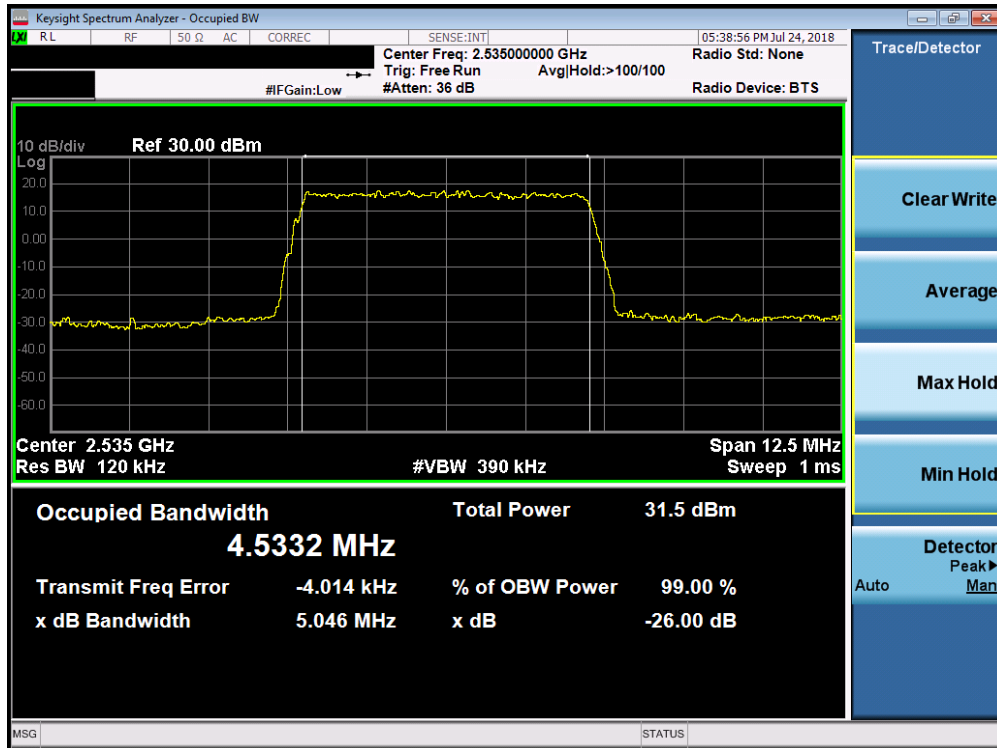 Keysight Spectrum Analyzer - Occupied BW
LXI RL RF 50 Ω AC CORREC SENSE:INT 05:38:56 PM Jul 24, 2018
Center Freq: 2.535000000 GHz Radio Std: None
Trig: Free Run Avg|Hold:>100/100
#IFGain:Low #Atten: 36 dB Radio Device: BTS
10 dB/div Ref 30.00 dBm
Log
20.0
10.0
0.00
-10.0
-20.0
-30.0
-40.0
-50.0
-60.0
Center 2.535 GHz Span 12.5 MHz
Res BW 120 kHz #VBW 390 kHz Sweep 1 ms
Occupied Bandwidth Total Power 31.5 dBm
4.5332 MHz
Transmit Freq Error -4.014 kHz % of OBW Power 99.00 %
x dB Bandwidth 5.046 MHz x dB -26.00 dB
MSG STATUS
Trace/Detector
Clear Write
Average
Max Hold
Min Hold
Detector
Peak▶
Auto Man